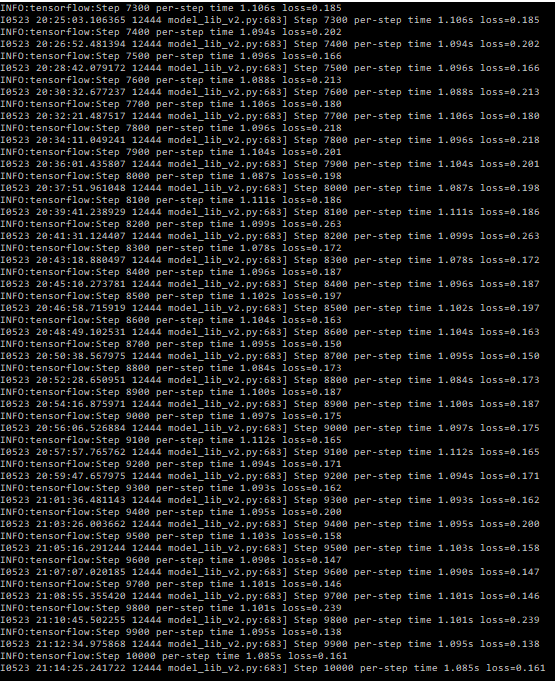 INFO:tensorflow:Step 7300 per-step time 1.106s loss=0.185
I0523 20:25:03.106365 12444 model_lib_v2.py:683] Step 7300 per-step time 1.106s loss=0.185
INFO:tensorflow:Step 7400 per-step time 1.094s loss=0.202
I0523 20:26:52.481394 12444 model_lib_v2.py:683] Step 7400 per-step time 1.094s loss=0.202
INFO:tensorflow:Step 7500 per-step time 1.096s loss=0.166
I0523 20:28:42.079172 12444 model_lib_v2.py:683] Step 7500 per-step time 1.096s loss=0.166
INFO:tensorflow:Step 7600 per-step time 1.088s loss=0.213
I0523 20:30:32.677237 12444 model_lib_v2.py:683] Step 7600 per-step time 1.088s loss=0.213
INFO:tensorflow:Step 7700 per-step time 1.106s loss=0.180
I0523 20:32:21.487517 12444 model_lib_v2.py:683] Step 7700 per-step time 1.106s loss=0.180
INFO:tensorflow:Step 7800 per-step time 1.096s loss=0.218
I0523 20:34:11.049241 12444 model_lib_v2.py:683] Step 7800 per-step time 1.096s loss=0.218
INFO:tensorflow:Step 7900 per-step time 1.104s loss=0.201
I0523 20:36:01.435807 12444 model_lib_v2.py:683] Step 7900 per-step time 1.104s loss=0.201
INFO:tensorflow:Step 8000 per-step time 1.087s loss=0.198
I0523 20:37:51.961048 12444 model_lib_v2.py:683] Step 8000 per-step time 1.087s loss=0.198
INFO:tensorflow:Step 8100 per-step time 1.111s loss=0.186
I0523 20:39:41.238929 12444 model_lib_v2.py:683] Step 8100 per-step time 1.111s loss=0.186
INFO:tensorflow:Step 8200 per-step time 1.099s loss=0.263
I0523 20:41:31.124407 12444 model_lib_v2.py:683] Step 8200 per-step time 1.099s loss=0.263
INFO:tensorflow:Step 8300 per-step time 1.078s loss=0.172
I0523 20:43:18.880497 12444 model_lib_v2.py:683] Step 8300 per-step time 1.078s loss=0.172
INFO:tensorflow:Step 8400 per-step time 1.096s loss=0.187
I0523 20:45:10.273781 12444 model_lib_v2.py:683] Step 8400 per-step time 1.096s loss=0.187
INFO:tensorflow:Step 8500 per-step time 1.102s loss=0.197
I0523 20:46:58.715919 12444 model_lib_v2.py:683] Step 8500 per-step time 1.102s loss=0.197
INFO:tensorflow:Step 8600 per-step time 1.104s loss=0.163
I0523 20:48:49.102531 12444 model_lib_v2.py:683] Step 8600 per-step time 1.104s loss=0.163
INFO:tensorflow:Step 8700 per-step time 1.095s loss=0.150
I0523 20:50:38.567975 12444 model_lib_v2.py:683] Step 8700 per-step time 1.095s loss=0.150
INFO:tensorflow:Step 8800 per-step time 1.084s loss=0.173
I0523 20:52:28.650951 12444 model_lib_v2.py:683] Step 8800 per-step time 1.084s loss=0.173
INFO:tensorflow:Step 8900 per-step time 1.100s loss=0.187
I0523 20:54:16.875971 12444 model_lib_v2.py:683] Step 8900 per-step time 1.100s loss=0.187
INFO:tensorflow:Step 9000 per-step time 1.097s loss=0.175
I0523 20:56:06.526884 12444 model_lib_v2.py:683] Step 9000 per-step time 1.097s loss=0.175
INFO:tensorflow:Step 9100 per-step time 1.112s loss=0.165
I0523 20:57:57.765762 12444 model_lib_v2.py:683] Step 9100 per-step time 1.112s loss=0.165
INFO:tensorflow:Step 9200 per-step time 1.094s loss=0.171
I0523 20:59:47.657975 12444 model_lib_v2.py:683] Step 9200 per-step time 1.094s loss=0.171
INFO:tensorflow:Step 9300 per-step time 1.093s loss=0.162
I0523 21:01:36.481143 12444 model_lib_v2.py:683] Step 9300 per-step time 1.093s loss=0.162
INFO:tensorflow:Step 9400 per-step time 1.095s loss=0.200
I0523 21:03:26.003662 12444 model_lib_v2.py:683] Step 9400 per-step time 1.095s loss=0.200
INFO:tensorflow:Step 9500 per-step time 1.103s loss=0.158
I0523 21:05:16.291244 12444 model_lib_v2.py:683] Step 9500 per-step time 1.103s loss=0.158
INFO:tensorflow:Step 9600 per-step time 1.090s loss=0.147
I0523 21:07:07.020185 12444 model_lib_v2.py:683] Step 9600 per-step time 1.090s loss=0.147
INFO:tensorflow:Step 9700 per-step time 1.101s loss=0.146
I0523 21:08:55.355420 12444 model_lib_v2.py:683] Step 9700 per-step time 1.101s loss=0.146
INFO:tensorflow:Step 9800 per-step time 1.101s loss=0.239
I0523 21:10:45.502255 12444 model_lib_v2.py:683] Step 9800 per-step time 1.101s loss=0.239
INFO:tensorflow:Step 9900 per-step time 1.095s loss=0.138
I0523 21:12:34.975868 12444 model_lib_v2.py:683] Step 9900 per-step time 1.095s loss=0.138
INFO:tensorflow:Step 10000 per-step time 1.085s loss=0.161
I0523 21:14:25.241722 12444 model_lib_v2.py:683] Step 10000 per-step time 1.085s loss=0.161